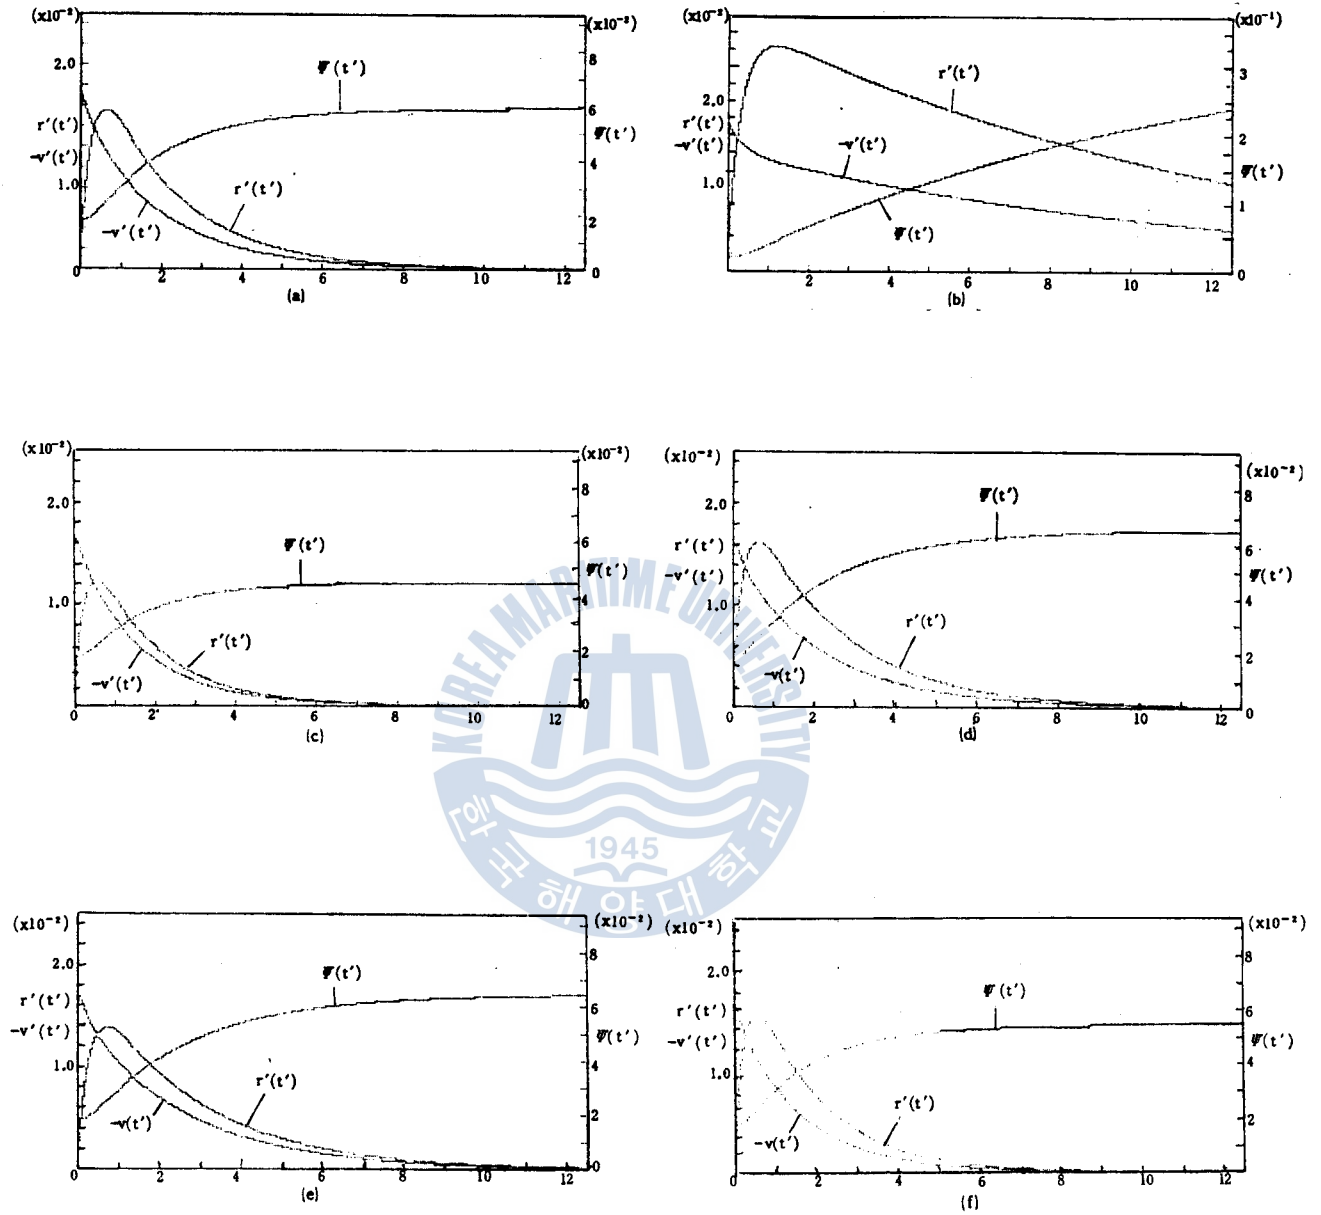 (x10⁻²)
(x10⁻²)
2.0
r'(t')
-v'(t')
1.0
Ψ(t')
r'(t')
-v'(t')
8
6
Ψ(t')
4
2
0
0 2 4 6 8 10 12
(a)
(x10⁻²)
(x10⁻¹)
2.0
r'(t')
-v'(t')
1.0
r'(t')
-v'(t')
Ψ(t')
3
2
Ψ(t')
1
0
2 4 6 8 10 12
(b)
(x10⁻²)
(x10⁻²)
2.0
1.0
Ψ(t')
r'(t')
-v'(t')
8
6
Ψ(t')
4
2
0
0 2 4 6 8 10 12
(c)
(x10⁻²)
(x10⁻²)
2.0
r'(t')
-v'(t')
1.0
Ψ(t')
r'(t')
-v(t')
8
6
Ψ(t')
4
2
0
0 2 4 6 8 10 12
(d)
KOREA MARITIME UNIVERSITY
1945
한국해양대학교
(x10⁻²)
(x10⁻²)
2.0
r'(t')
-v'(t')
1.0
Ψ(t')
r'(t')
-v(t')
8
6
Ψ(t')
4
2
0
0 2 4 6 8 10 12
(e)
(x10⁻²)
(x10⁻²)
2.0
r'(t')
-v'(t')
1.0
Ψ(t')
r'(t')
-v(t')
8
6
Ψ(t')
4
2
0 2 4 6 8 10 12
(f)